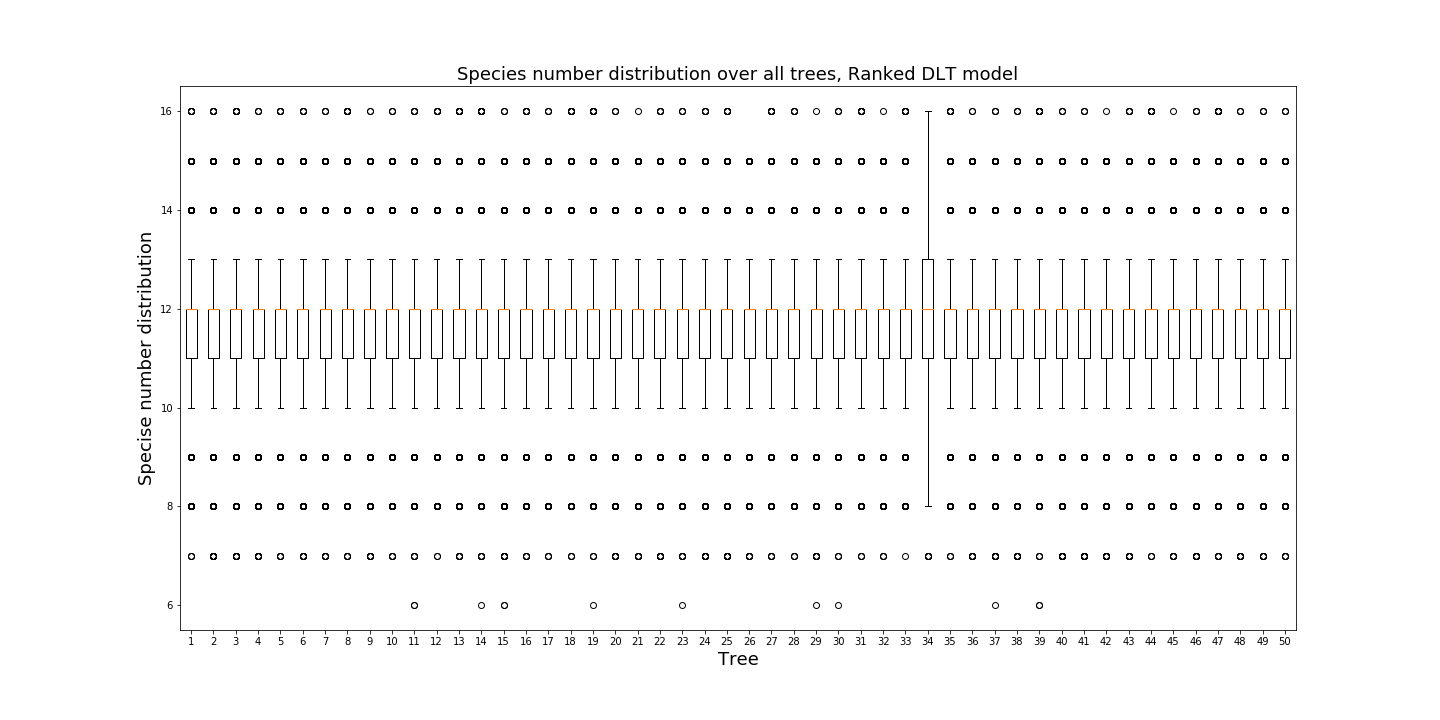 Species number distribution over all trees, Ranked DLT model
16
14
12
10
8
6
Specise number distribution
1 2 3 4 5 6 7 8 9 10 11 12 13 14 15 16 17 18 19 20 21 22 23 24 25 26 27 28 29 30 31 32 33 34 35 36 37 38 39 40 41 42 43 44 45 46 47 48 49 50
Tree